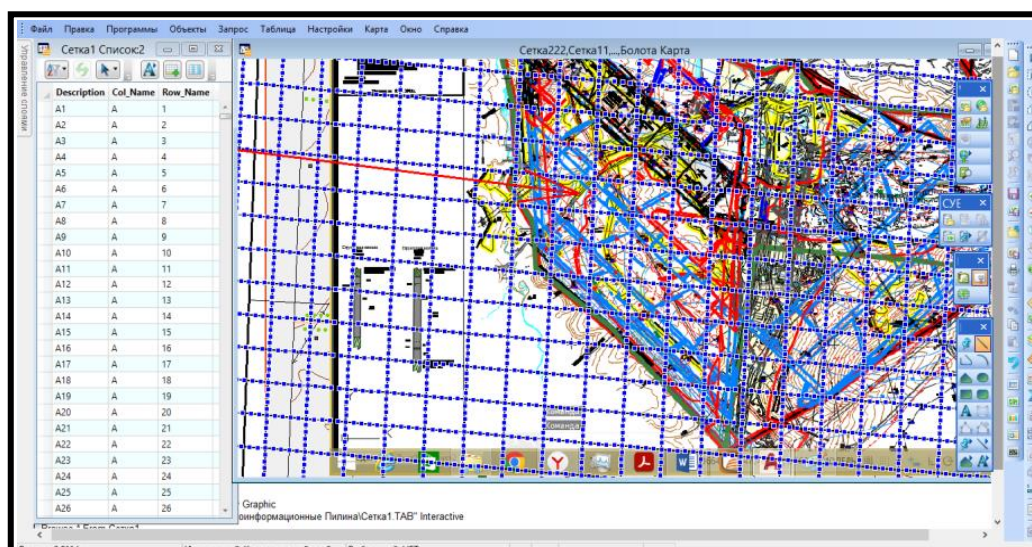 Файл Правка Программы Объекты Запрос Таблица Настройки Карта Окно Справка
Управление слоями
Сетка1 Список:2
Сетка222,Сетка11,...,Болота Карта
Description Col_Name Row_Name
A1 A 1
A2 A 2
A3 A 3
A4 A 4
A5 A 5
A6 A 6
A7 A 7
A8 A 8
A9 A 9
A10 A 10
A11 A 11
A12 A 12
A13 A 13
A14 A 14
A15 A 15
A16 A 16
A17 A 17
A18 A 18
A19 A 19
A20 A 20
A21 A 21
A22 A 22
A23 A 23
A24 A 24
A25 A 25
A26 A 26
СУЕ
Команда
Graphic
оинформационные Пилина\Сетка1.TAB" Interactive